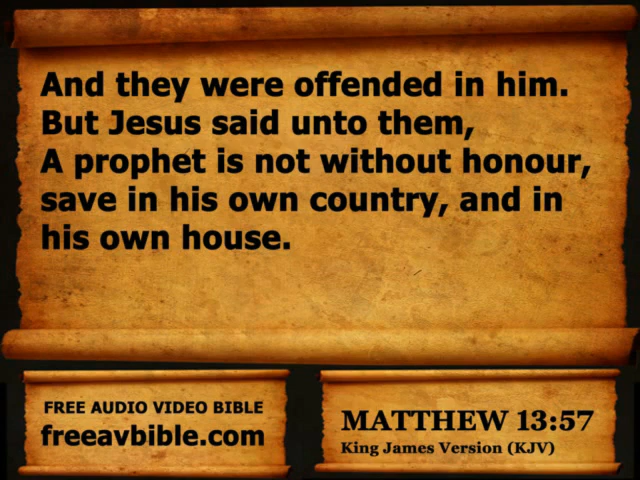 And they were offended in him.
But Jesus said unto them,
A prophet is not without honour,
save in his own country, and in
his own house.
FREE AUDIO VIDEO BIBLE
freeavbible.com
MATTHEW 13:57
King James Version (KJV)